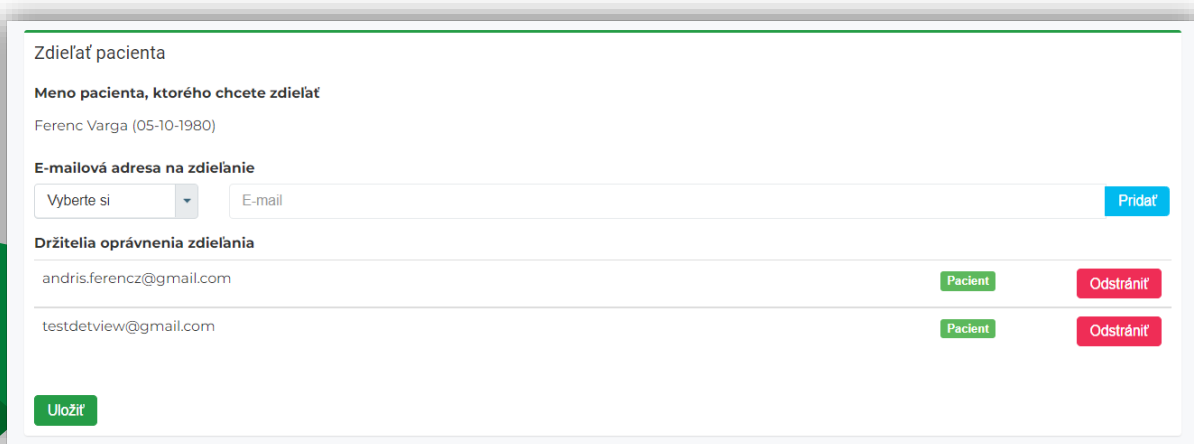 Zdieľať pacienta
Meno pacienta, ktorého chcete zdieľať
Ferenc Varga (05-10-1980)
E-mailová adresa na zdieľanie
Vyberte si E-mail Pridať
Držitelia oprávnenia zdieľania
andris.ferencz@gmail.com Pacient Odstrániť
testdetview@gmail.com Pacient Odstrániť
Uložiť